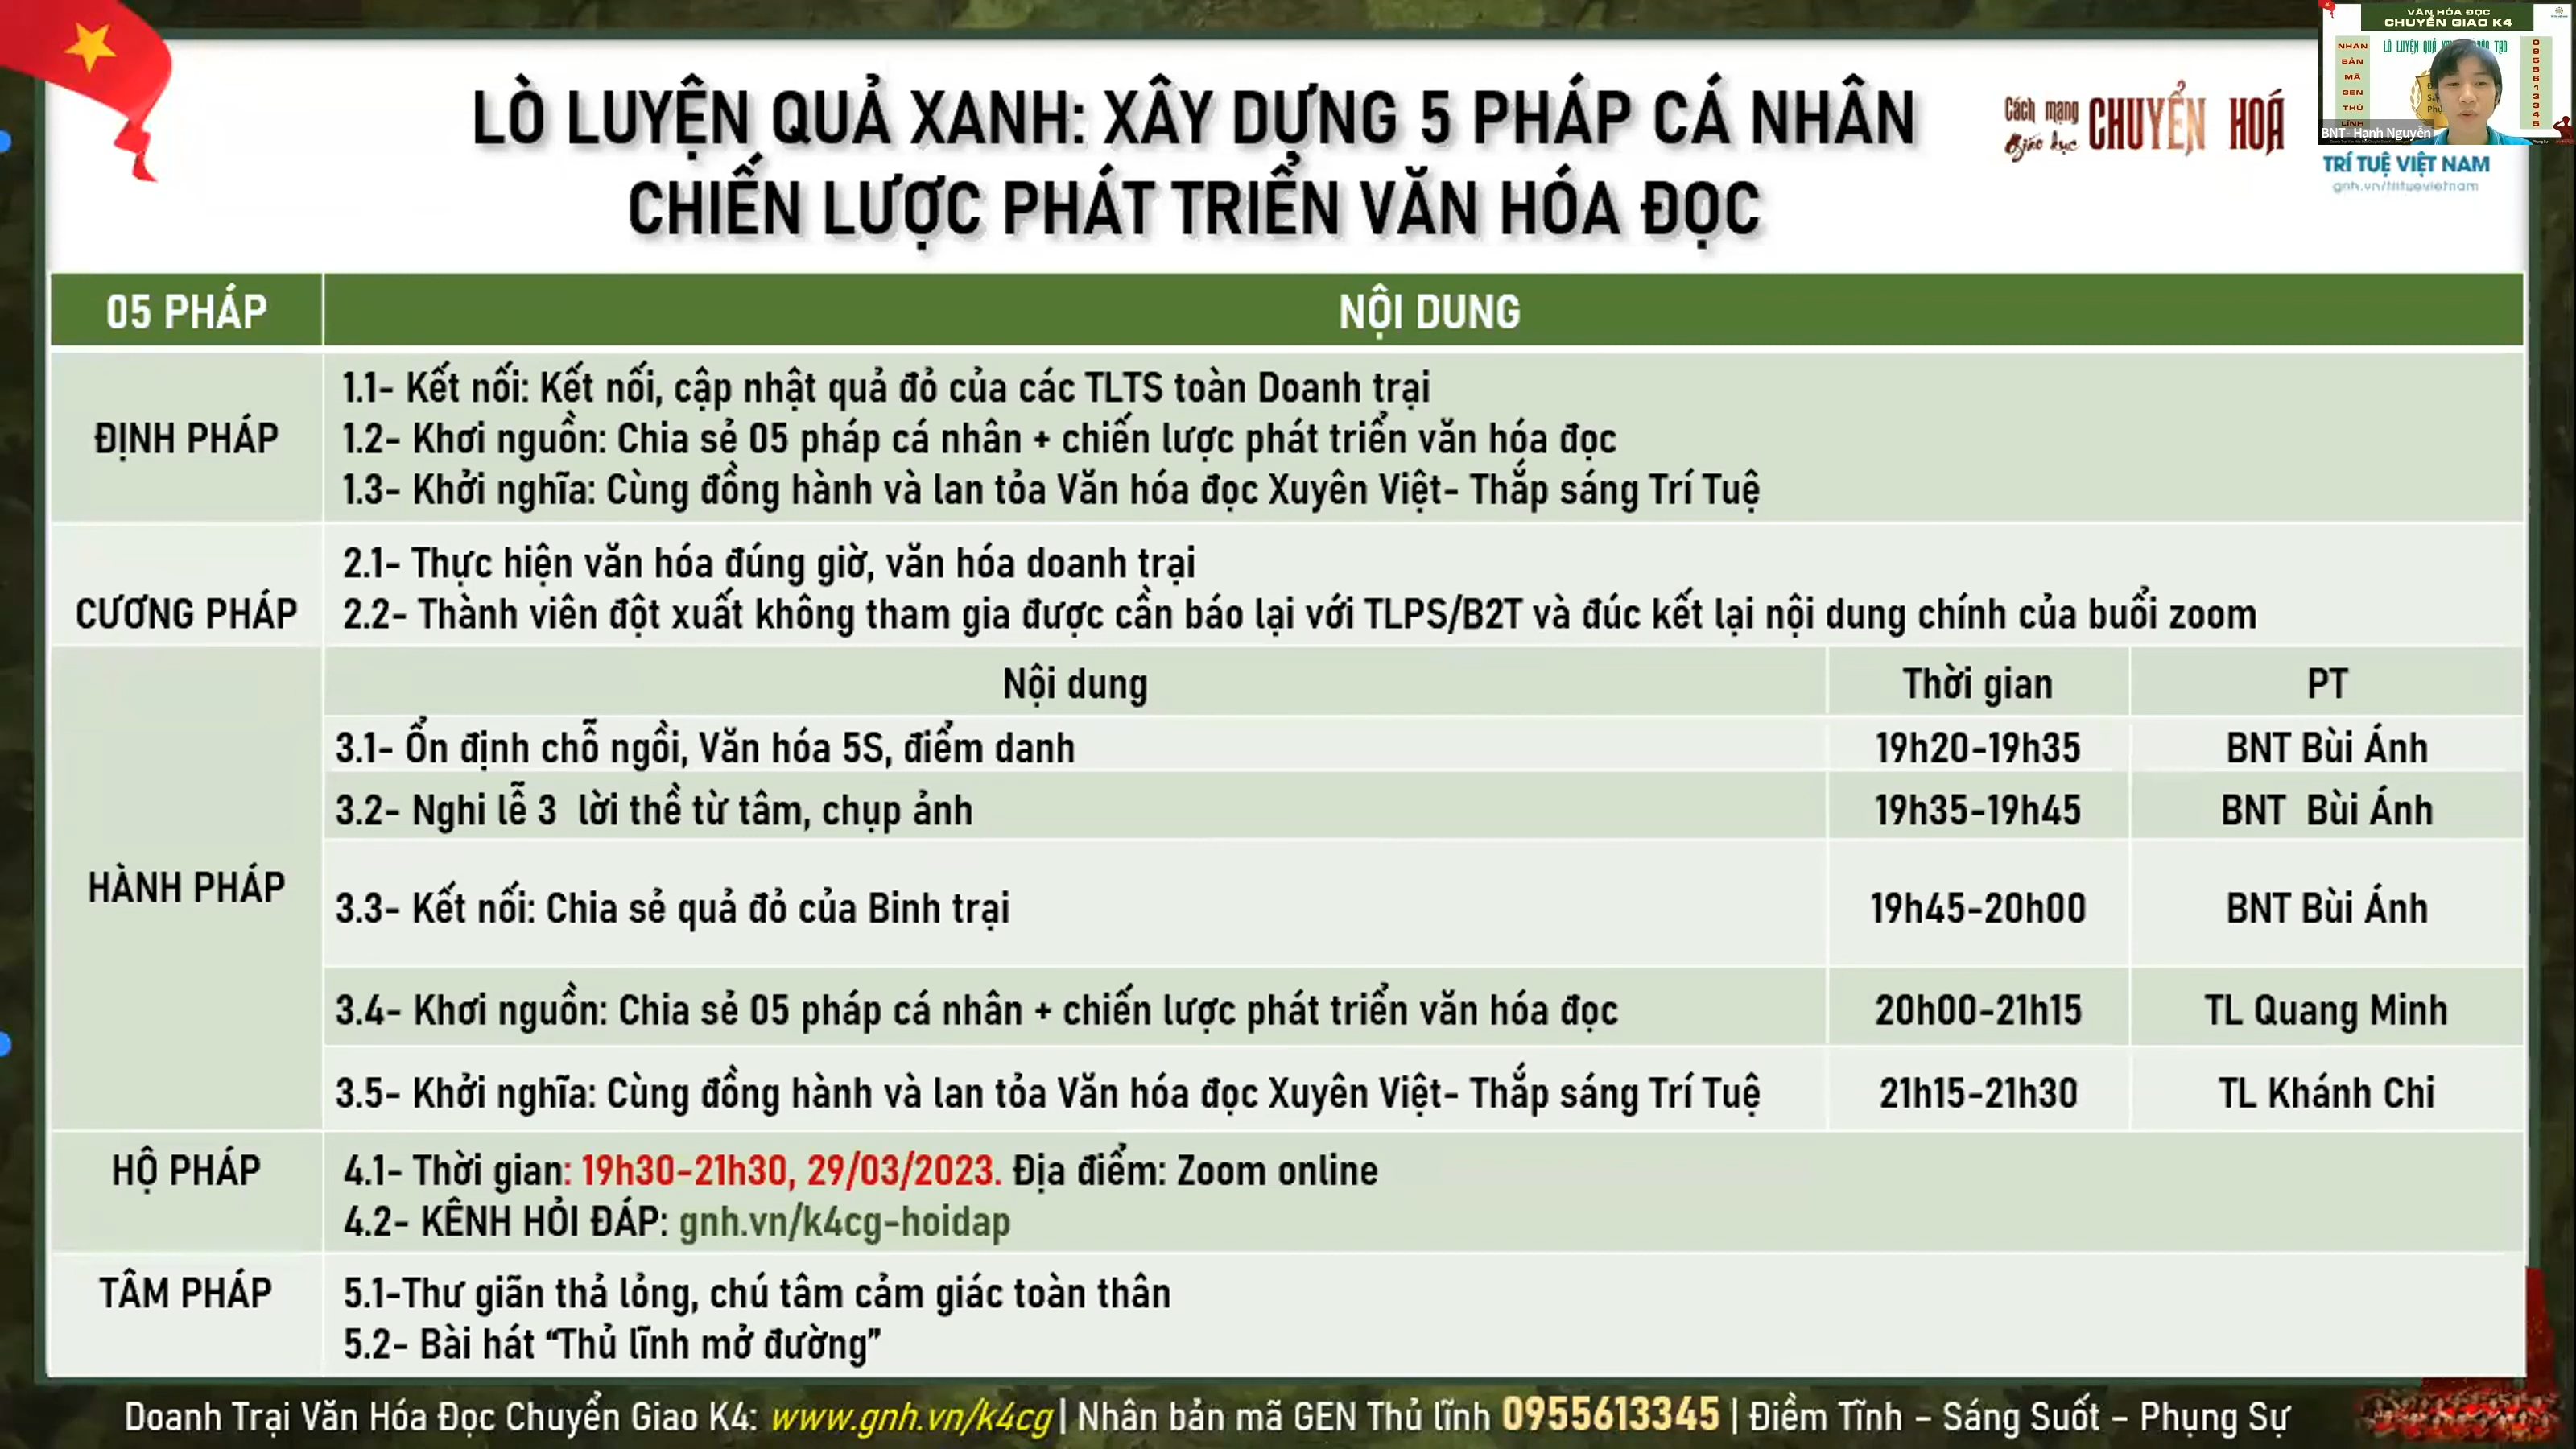 LÒ LUYỆN QUẢ XANH: XÂY DỰNG 5 PHÁP CÁ NHÂN
CHIẾN LƯỢC PHÁT TRIỂN VĂN HÓA ĐỌC
Cách mạng
Giáo dục
CHUYỂN HOÁ
VĂN HÓA ĐỌC
CHUYỂN GIAO K4
LÒ LUYỆN QUẢ
TẠO
NHÂN
BẢN
MÃ
GEN
THỦ
LĨNH
0955613345
BNT- Hạnh Nguyễn
TRÍ TUỆ VIỆT NAM
gnh.vn/trituevietnam
05 PHÁP
NỘI DUNG
ĐỊNH PHÁP
1.1- Kết nối: Kết nối, cập nhật quả đỏ của các TLTS toàn Doanh trại
1.2- Khơi nguồn: Chia sẻ 05 pháp cá nhân + chiến lược phát triển văn hóa đọc
1.3- Khởi nghĩa: Cùng đồng hành và lan tỏa Văn hóa đọc Xuyên Việt- Thắp sáng Trí Tuệ
CƯƠNG PHÁP
2.1- Thực hiện văn hóa đúng giờ, văn hóa doanh trại
2.2- Thành viên đột xuất không tham gia được cần báo lại với TLPS/B2T và đúc kết lại nội dung chính của buổi zoom
HÀNH PHÁP
Nội dung Thời gian PT
3.1- Ổn định chỗ ngồi, Văn hóa 5S, điểm danh 19h20-19h35 BNT Bùi Ánh
3.2- Nghi lễ 3 lời thề từ tâm, chụp ảnh 19h35-19h45 BNT Bùi Ánh
3.3- Kết nối: Chia sẻ quả đỏ của Binh trại 19h45-20h00 BNT Bùi Ánh
3.4- Khơi nguồn: Chia sẻ 05 pháp cá nhân + chiến lược phát triển văn hóa đọc 20h00-21h15 TL Quang Minh
3.5- Khởi nghĩa: Cùng đồng hành và lan tỏa Văn hóa đọc Xuyên Việt- Thắp sáng Trí Tuệ 21h15-21h30 TL Khánh Chi
HỘ PHÁP
4.1- Thời gian: 19h30-21h30, 29/03/2023. Địa điểm: Zoom online
4.2- KÊNH HỎI ĐÁP: gnh.vn/k4cg-hoidap
TÂM PHÁP
5.1-Thư giãn thả lỏng, chú tâm cảm giác toàn thân
5.2- Bài hát “Thủ lĩnh mở đường”
Doanh Trại Văn Hóa Đọc Chuyển Giao K4: www.gnh.vn/k4cg | Nhân bản mã GEN Thủ lĩnh 0955613345 | Điềm Tĩnh – Sáng Suốt – Phụng Sự